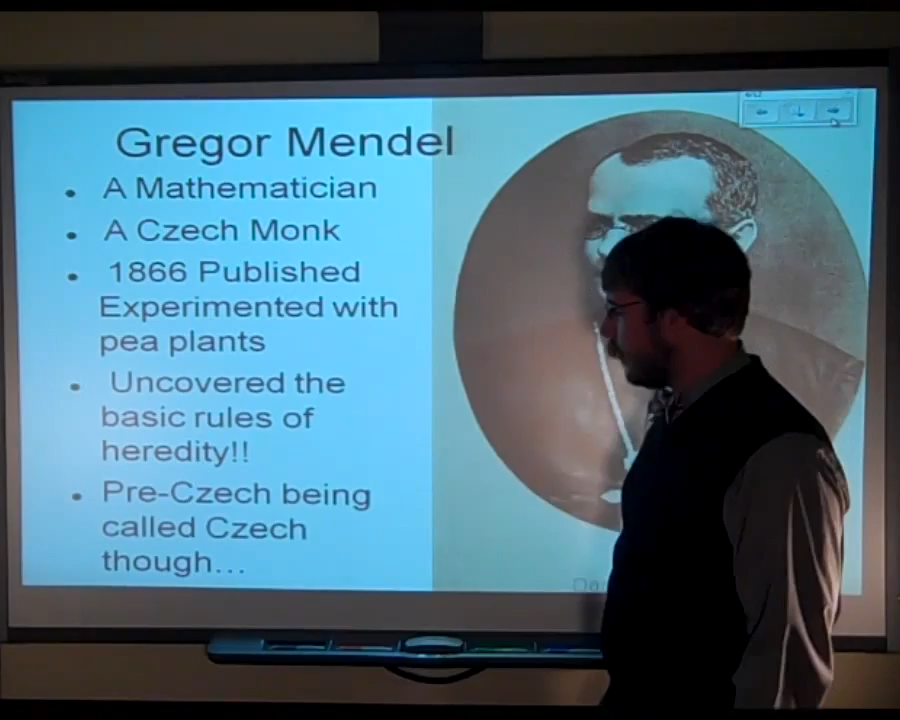 Gregor Mendel
• A Mathematician
• A Czech Monk
• 1866 Published
Experimented with
pea plants
• Uncovered the
basic rules of
heredity!!
• Pre-Czech being
called Czech
though…